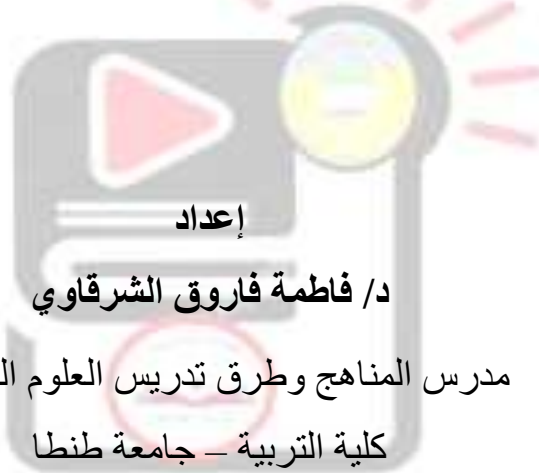 إعداد
د/ فاطمة فاروق الشرقاوي
مدرس المناهج وطرق تدريس العلوم
كلية التربية – جامعة طنطا